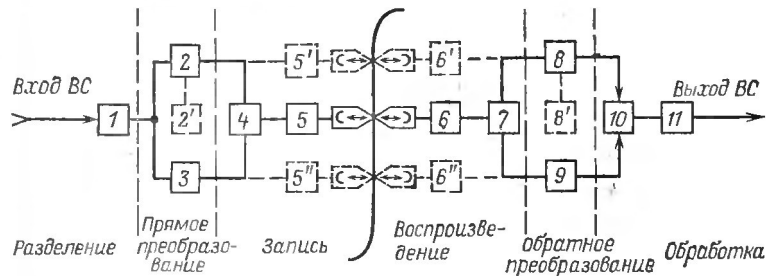 2 5' 6' 8
Вход ВС Выход ВС
1 2' 4 5 6 7 8' 10 11
3 5'' 6'' 9
Разделение Прямое преобразо- вание Запись Воспроизве- дение Обратное преобразование Обработка